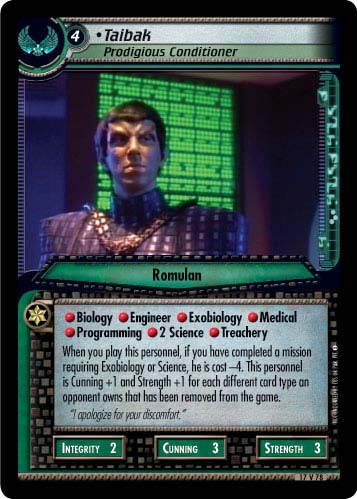 4
•Taibak
Prodigious Conditioner
Romulan
•Biology •Engineer •Exobiology •Medical
•Programming •2 Science •Treachery
When you play this personnel, if you have completed a mission
requiring Exobiology or Science, he is cost –4. This personnel
is Cunning +1 and Strength +1 for each different card type an
opponent owns that has been removed from the game.
"I apologize for your discomfort."
INTEGRITY 2 CUNNING 3 STRENGTH 3
17 V 78